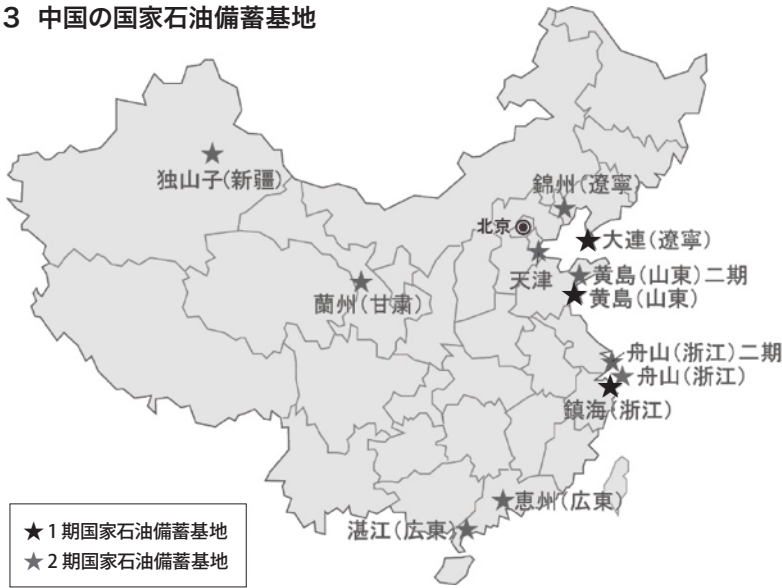 3 中国の国家石油備蓄基地
独山子(新疆)
錦州(遼寧)
北京
大連(遼寧)
天津
黄島(山東)二期
黄島(山東)
蘭州(甘粛)
舟山(浙江)二期
舟山(浙江)
鎮海(浙江)
恵州(広東)
湛江(広東)
★1期国家石油備蓄基地
★2期国家石油備蓄基地